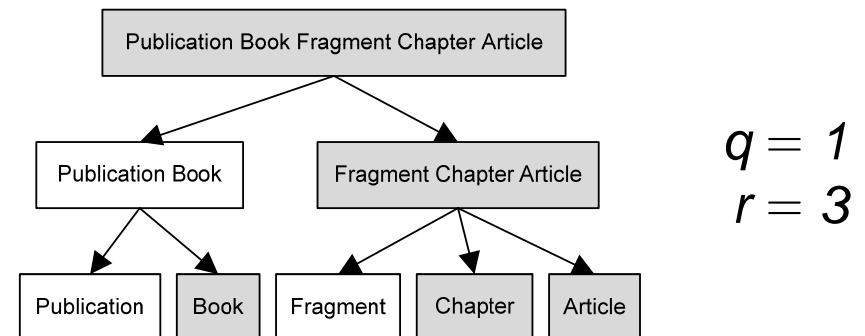 Publication Book Fragment Chapter Article
Publication Book
Fragment Chapter Article
q = 1
r = 3
Publication
Book
Fragment
Chapter
Article